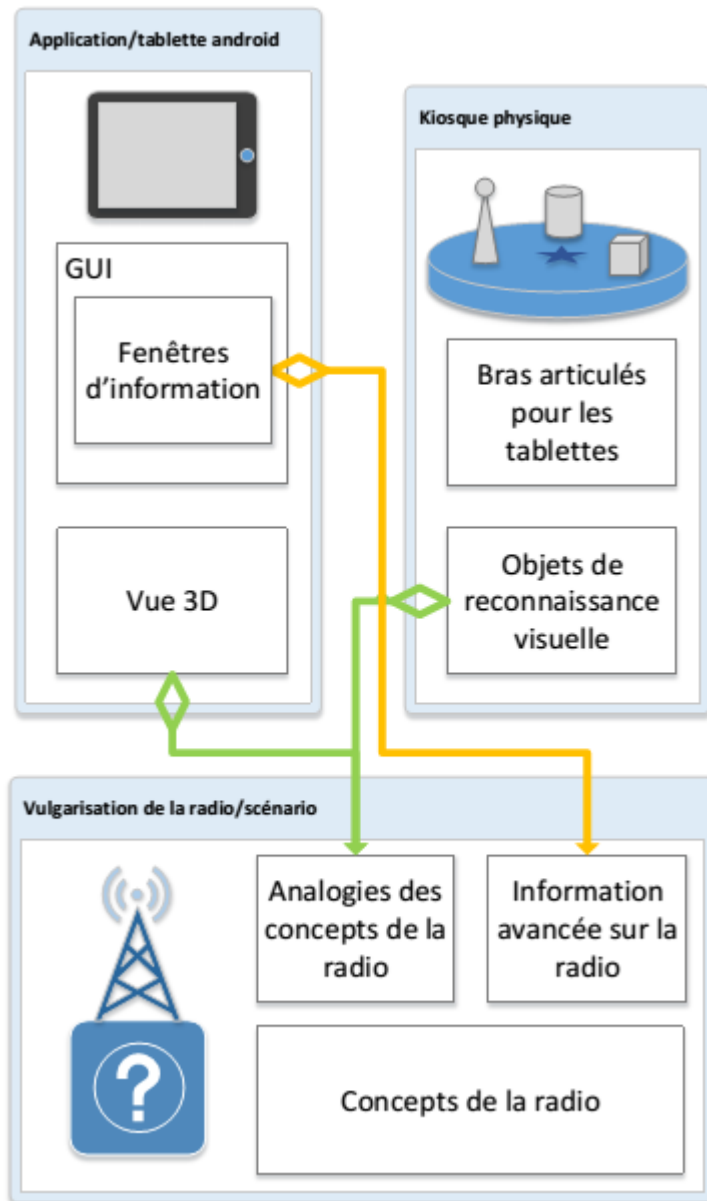 Application/tablette android
GUI
Fenêtres
d’information
Vue 3D
Kiosque physique
Bras articulés
pour les
tablettes
Objets de
reconnaissance
visuelle
Vulgarisation de la radio/scénario
Analogies des
concepts de la
radio
Information
avancée sur la
radio
?
Concepts de la radio